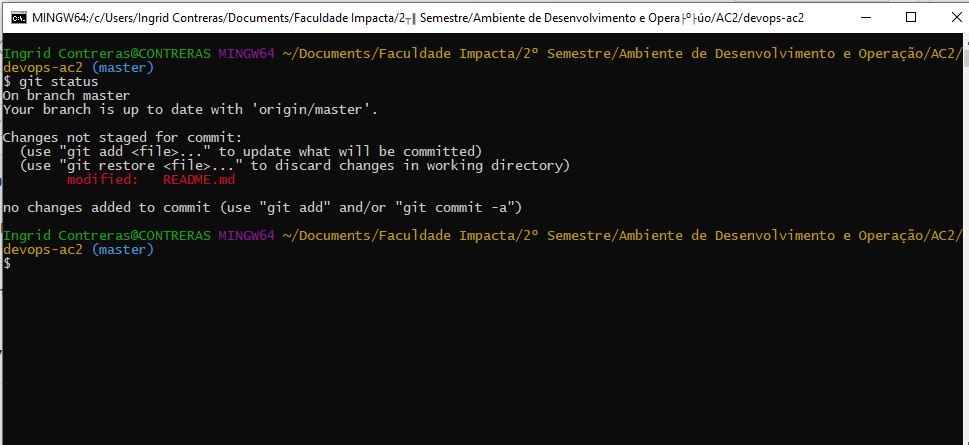 MINGW64:/c/Users/Ingrid Contreras/Documents/Faculdade Impacta/2┬║ Semestre/Ambiente de Desenvolvimento e Opera├º├úo/AC2/devops-ac2
Ingrid Contreras@CONTRERAS MINGW64 ~/Documents/Faculdade Impacta/2º Semestre/Ambiente de Desenvolvimento e Operação/AC2/
devops-ac2 (master)
$ git status
On branch master
Your branch is up to date with 'origin/master'.
Changes not staged for commit:
(use "git add <file>..." to update what will be committed)
(use "git restore <file>..." to discard changes in working directory)
modified:   README.md
no changes added to commit (use "git add" and/or "git commit -a")
Ingrid Contreras@CONTRERAS MINGW64 ~/Documents/Faculdade Impacta/2º Semestre/Ambiente de Desenvolvimento e Operação/AC2/
devops-ac2 (master)
$